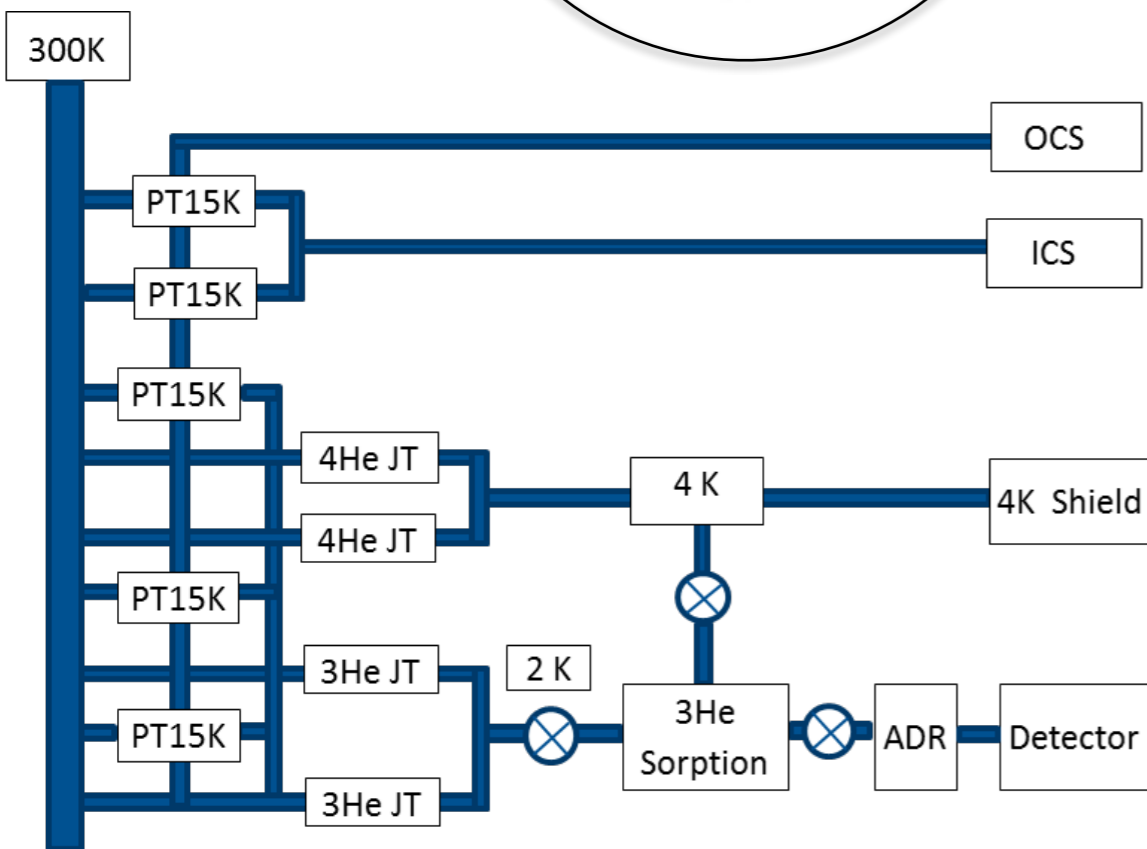 300K
OCS
PT15K
ICS
PT15K
PT15K
4He JT
4 K
4K Shield
4He JT
PT15K
3He JT
2 K
3He
Sorption
PT15K
ADR
Detector
3He JT